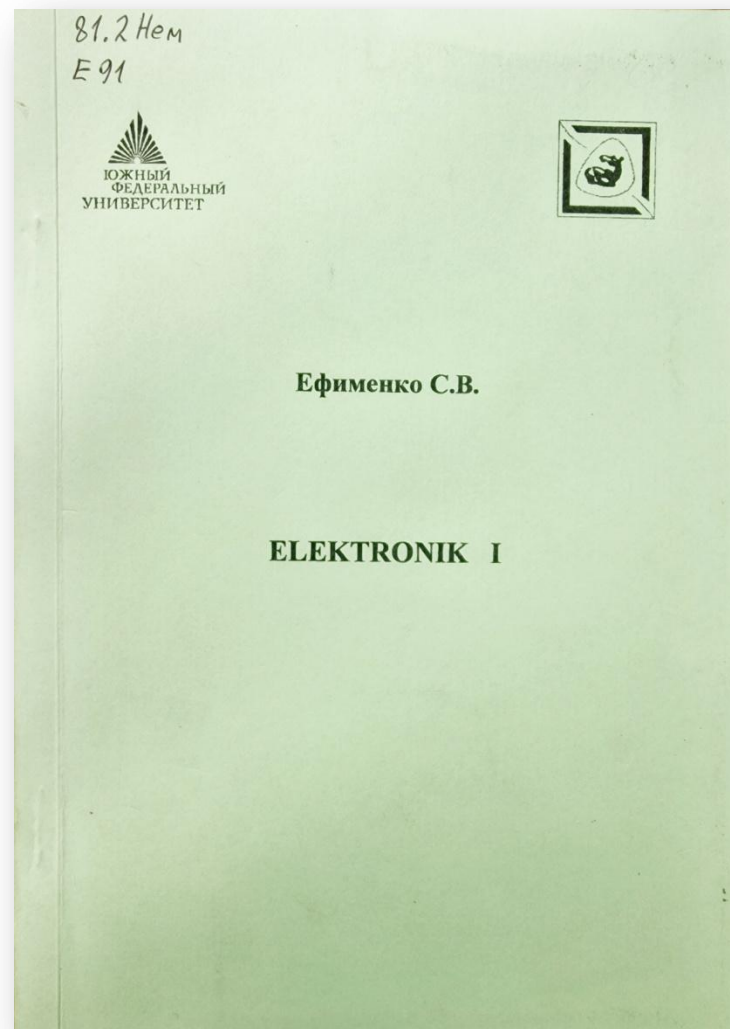 81.2 Нем
Е 91
ЮЖНЫЙ
ФЕДЕРАЛЬНЫЙ
УНИВЕРСИТЕТ
Ефименко С.В.
ELEKTRONIK I